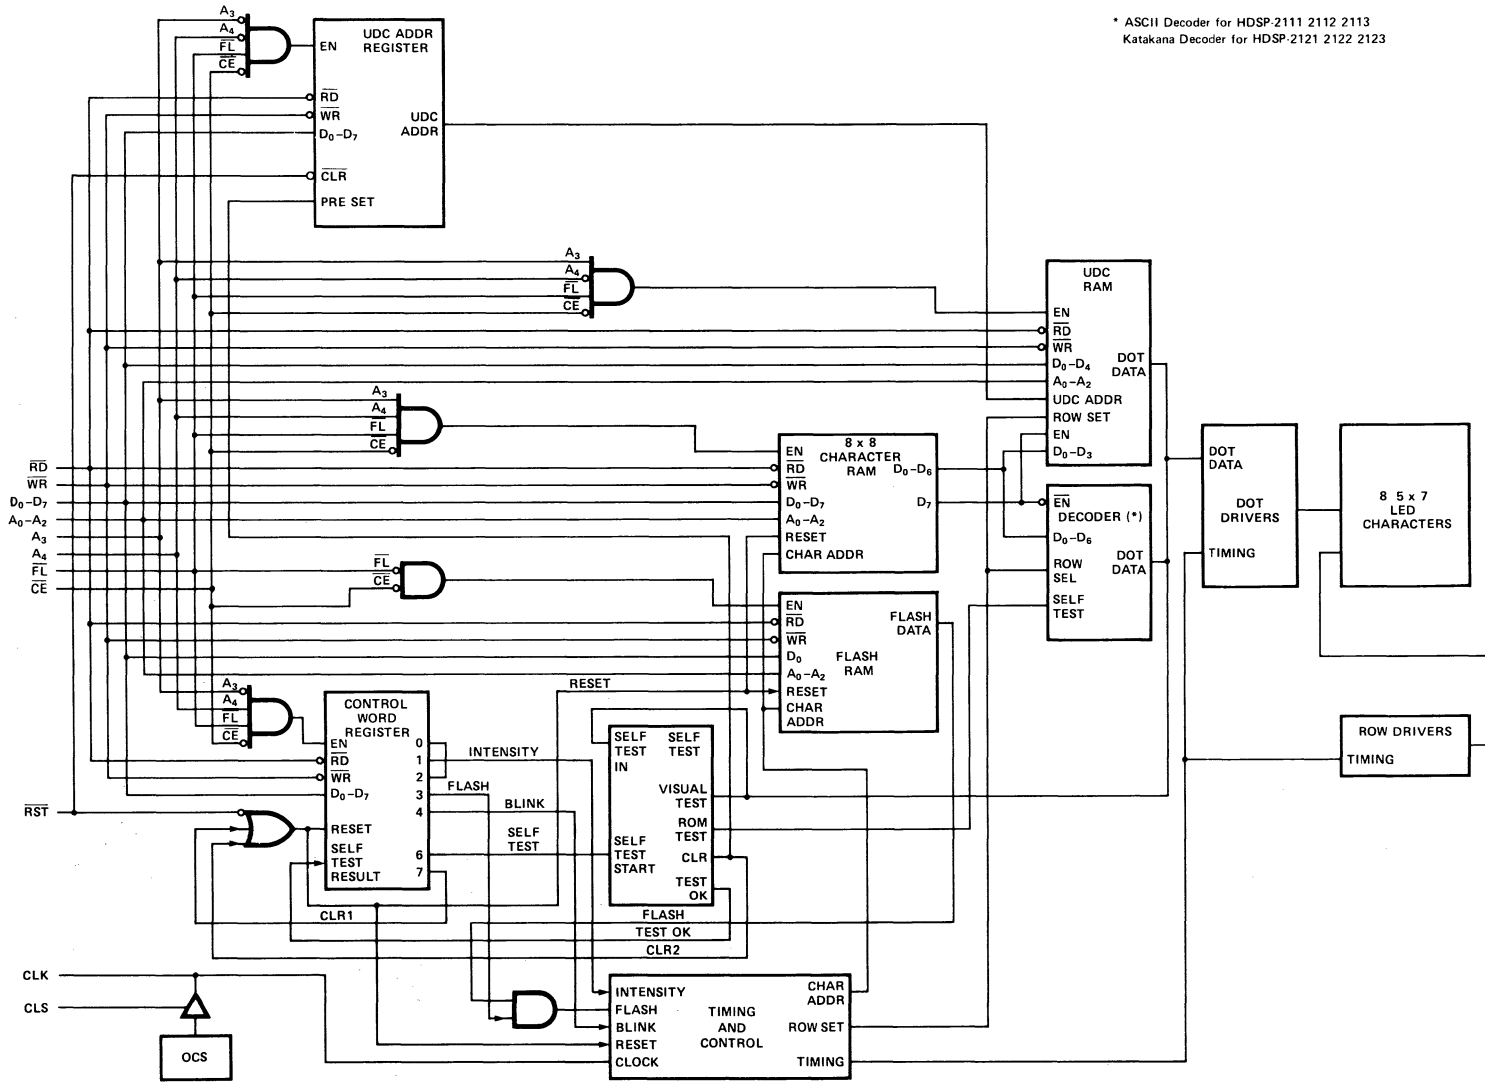 * ASCII Decoder for HDSP-2111 2112 2113
Katakana Decoder for HDSP-2121 2122 2123
A3
A4
FL
CE
EN
UDC ADDR
REGISTER
RD
WR
D0-D7
UDC
ADDR
CLR
PRE SET
A3
A4
FL
CE
UDC
RAM
EN
RD
WR
D0-D4
A0-A2
DOT
DATA
UDC ADDR
ROW SET
EN
D0-D3
A3
A4
FL
CE
8 x 8
CHARACTER
RAM
EN
RD
WR
D0-D7
A0-A2
RESET
CHAR ADDR
D0-D6
D7
RD
WR
D0-D7
A0-A2
A3
A4
FL
CE
EN
DECODER (*)
D0-D6
DOT
DATA
ROW
SEL
SELF
TEST
DOT
DATA
DOT
DRIVERS
TIMING
8 5 x 7
LED
CHARACTERS
FL
CE
EN
RD
WR
D0
A0-A2
RESET
CHAR
ADDR
FLASH
DATA
FLASH
RAM
RESET
A3
A4
FL
CE
CONTROL
WORD
REGISTER
EN
RD
WR
D0-D7
RESET
SELF
TEST
RESULT
0
1
2
3
4
6
7
INTENSITY
FLASH
BLINK
SELF
TEST
SELF
TEST
IN
SELF
TEST
VISUAL
TEST
ROM
TEST
SELF
TEST
START
CLR
TEST
OK
ROW DRIVERS
TIMING
RST
CLR1
FLASH
TEST OK
CLR2
CLK
CLS
OCS
INTENSITY
FLASH
BLINK
RESET
CLOCK
TIMING
AND
CONTROL
CHAR
ADDR
ROW SET
TIMING